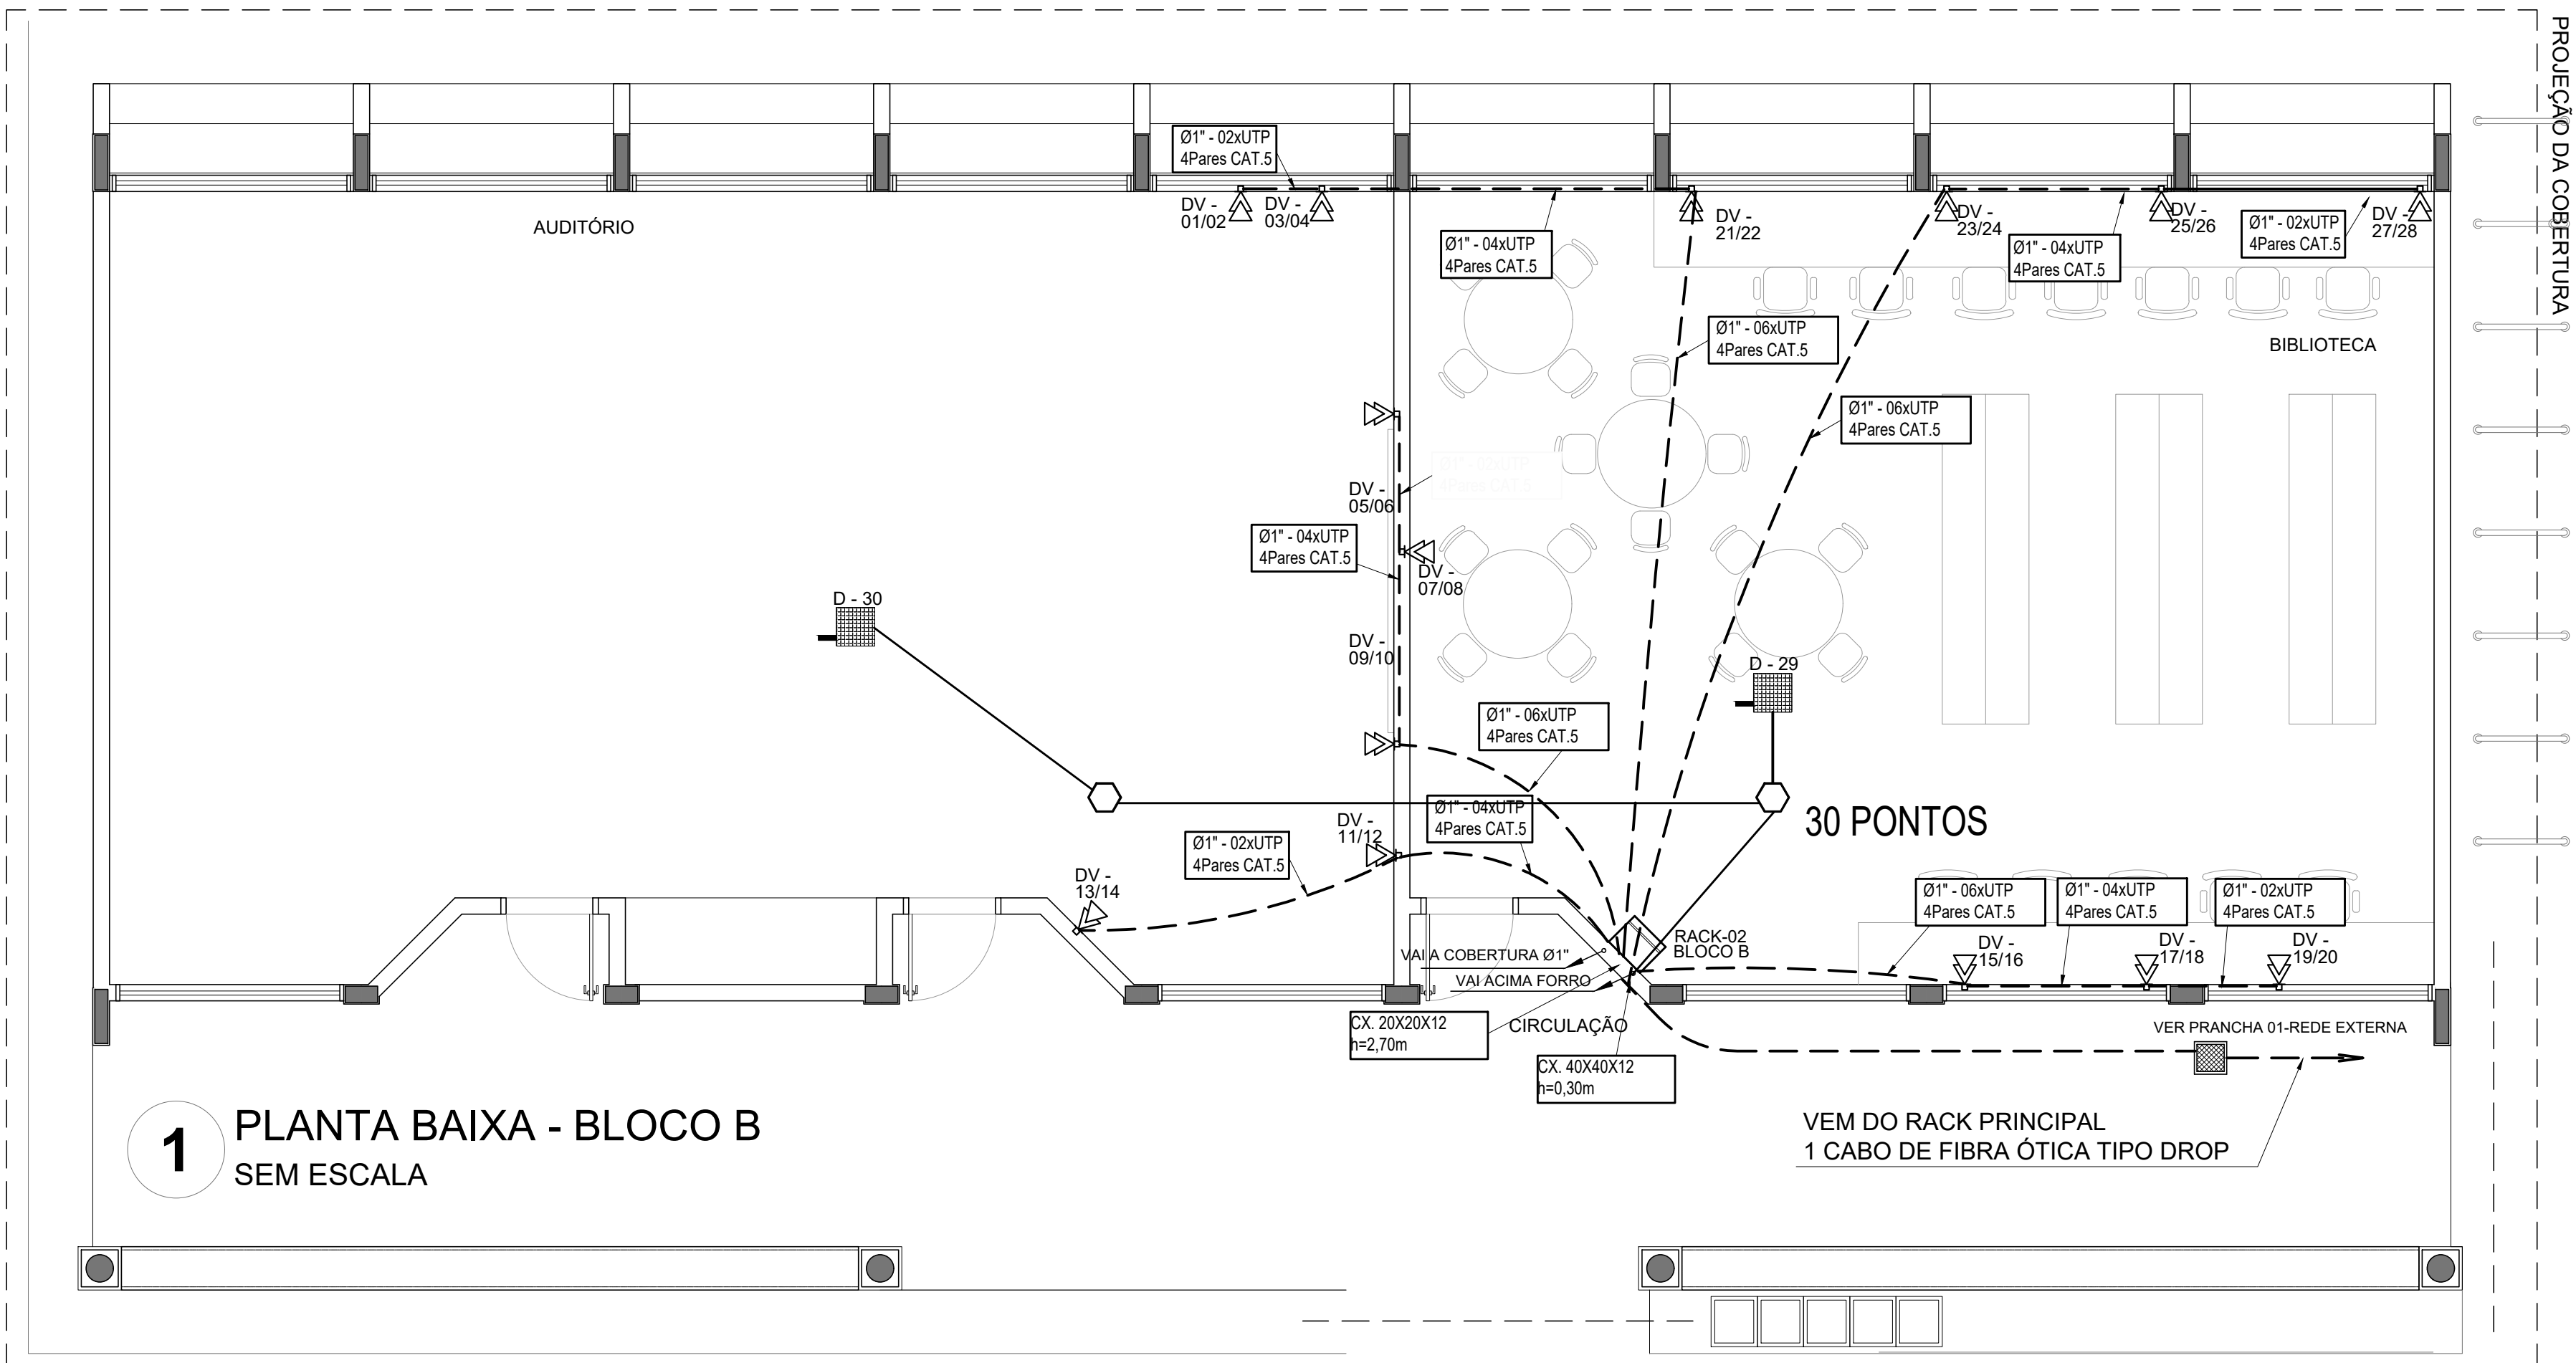 PROJEÇÃO DA COBERTURA
Ø1" - 02xUTP
4Pares CAT.5
AUDITÓRIO
DV -
01/02
DV -
03/04
Ø1" - 04xUTP
4Pares CAT.5
DV -
21/22
DV -
23/24
Ø1" - 04xUTP
4Pares CAT.5
DV -
25/26
Ø1" - 02xUTP
4Pares CAT.5
DV -
27/28
Ø1" - 06xUTP
4Pares CAT.5
BIBLIOTECA
Ø1" - 06xUTP
4Pares CAT.5
Ø1" - 02xUTP
4Pares CAT.5
DV -
05/06
Ø1" - 04xUTP
4Pares CAT.5
DV -
07/08
D - 30
DV -
09/10
D - 29
Ø1" - 06xUTP
4Pares CAT.5
Ø1" - 04xUTP
4Pares CAT.5
30 PONTOS
DV -
11/12
Ø1" - 02xUTP
4Pares CAT.5
DV -
13/14
Ø1" - 06xUTP
4Pares CAT.5
Ø1" - 04xUTP
4Pares CAT.5
Ø1" - 02xUTP
4Pares CAT.5
RACK-02
BLOCO B
VAI A COBERTURA Ø1"
VAI ACIMA FORRO
DV -
15/16
DV -
17/18
DV -
19/20
CX. 20X20X12
h=2,70m
CIRCULAÇÃO
VER PRANCHA 01-REDE EXTERNA
CX. 40X40X12
h=0,30m
1
PLANTA BAIXA - BLOCO B
SEM ESCALA
VEM DO RACK PRINCIPAL
1 CABO DE FIBRA ÓTICA TIPO DROP